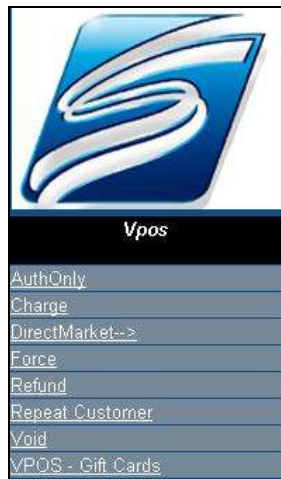 Vpos
AuthOnly
Charge
DirectMarket-->
Force
Refund
Repeat Customer
Void
VPOS - Gift Cards